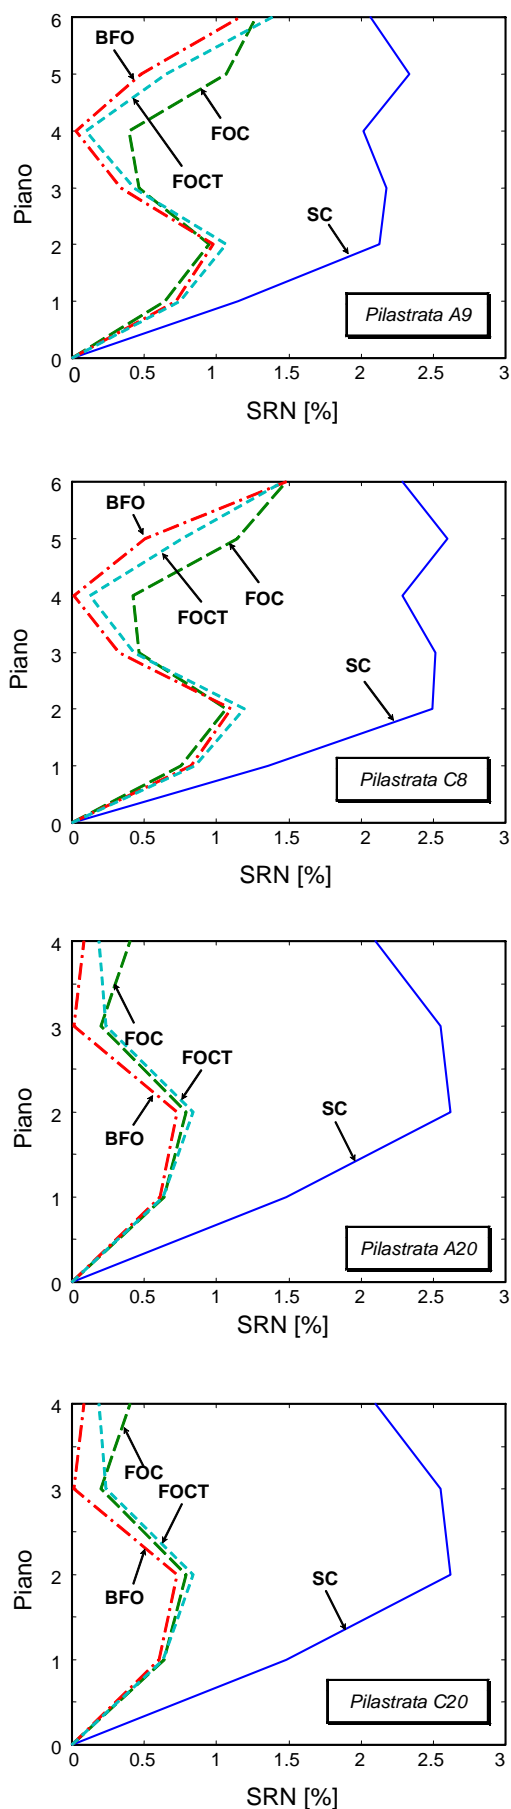 6
BFO
5
FOC
4
FOCT
Piano
3
SC
2
1
Pilastrata A9
0
0 0.5 1 1.5 2 2.5 3
SRN [%]
6
BFO
5
FOCT
FOC
4
Piano
3
SC
2
1
Pilastrata C8
0
0 0.5 1 1.5 2 2.5 3
SRN [%]
4
FOC
3
FOCT
Piano
2
SC
BFO
1
Pilastrata A20
0
0 0.5 1 1.5 2 2.5 3
SRN [%]
4
FOC
3
FOCT
Piano
2
BFO
SC
1
Pilastrata C20
0
0 0.5 1 1.5 2 2.5 3
SRN [%]